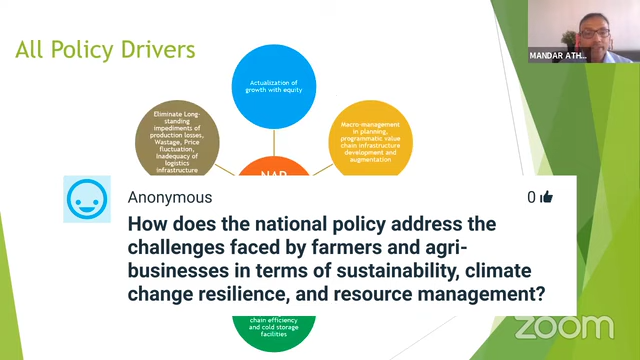 All Policy Drivers
MANDAR ATH...
Actualization of
growth with equity
Eliminate Long-
standing
impediments of
production losses,
Wastage, Price
fluctuation,
Inadequacy of
logistics
infrastructure
Macro-management
in planning,
programmatic value
chain infrastructure
development and
augmentation
NAP
Anonymous
0
How does the national policy address the
challenges faced by farmers and agri-
businesses in terms of sustainability, climate
change resilience, and resource management?
chain efficiency
and cold storage
facilities
zoom